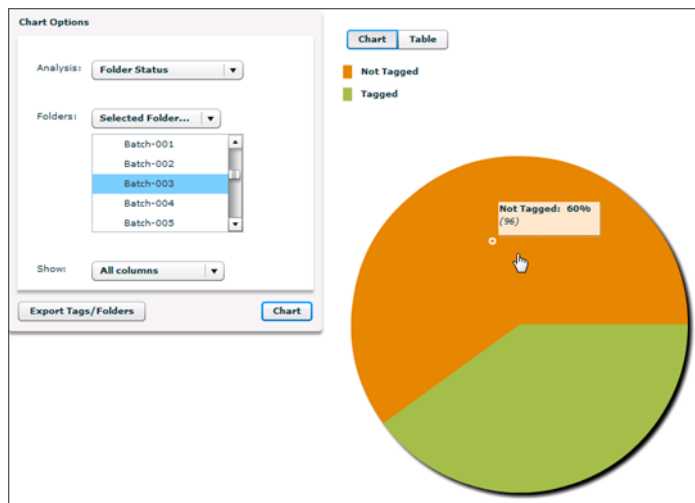 Chart Options
Analysis:
Folder Status
Folders:
Selected Folder...
Batch-001
Batch-002
Batch-003
Batch-004
Batch-005
Show:
All columns
Export Tags/Folders
Chart
Chart
Table
Not Tagged
Tagged
Not Tagged: 60%
(96)